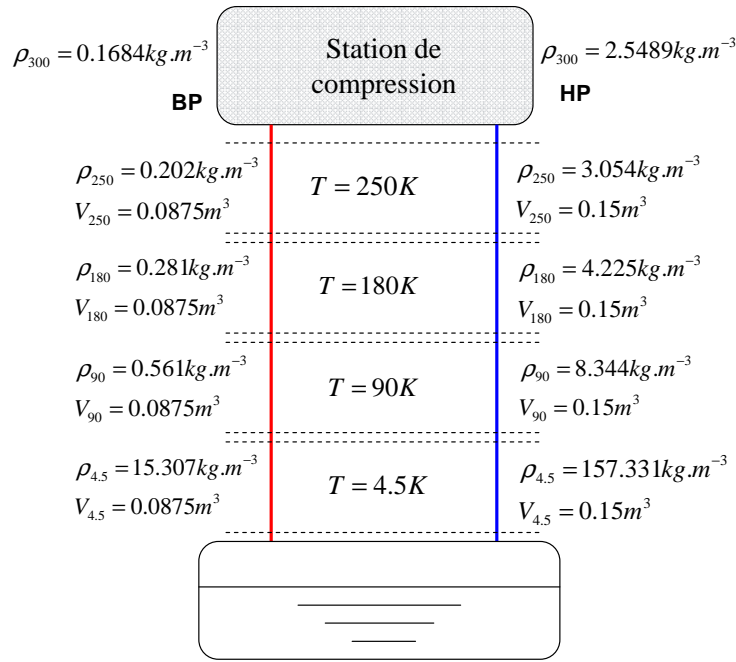 ρ₃₀₀ = 0.1684kg.m⁻³
Station de
compression
ρ₃₀₀ = 2.5489kg.m⁻³
BP
HP
ρ₂₅₀ = 0.202kg.m⁻³
V₂₅₀ = 0.0875m³
T = 250K
ρ₂₅₀ = 3.054kg.m⁻³
V₂₅₀ = 0.15m³
ρ₁₈₀ = 0.281kg.m⁻³
V₁₈₀ = 0.0875m³
T = 180K
ρ₁₈₀ = 4.225kg.m⁻³
V₁₈₀ = 0.15m³
ρ₉₀ = 0.561kg.m⁻³
V₉₀ = 0.0875m³
T = 90K
ρ₉₀ = 8.344kg.m⁻³
V₉₀ = 0.15m³
ρ₄.₅ = 15.307kg.m⁻³
V₄.₅ = 0.0875m³
T = 4.5K
ρ₄.₅ = 157.331kg.m⁻³
V₄.₅ = 0.15m³